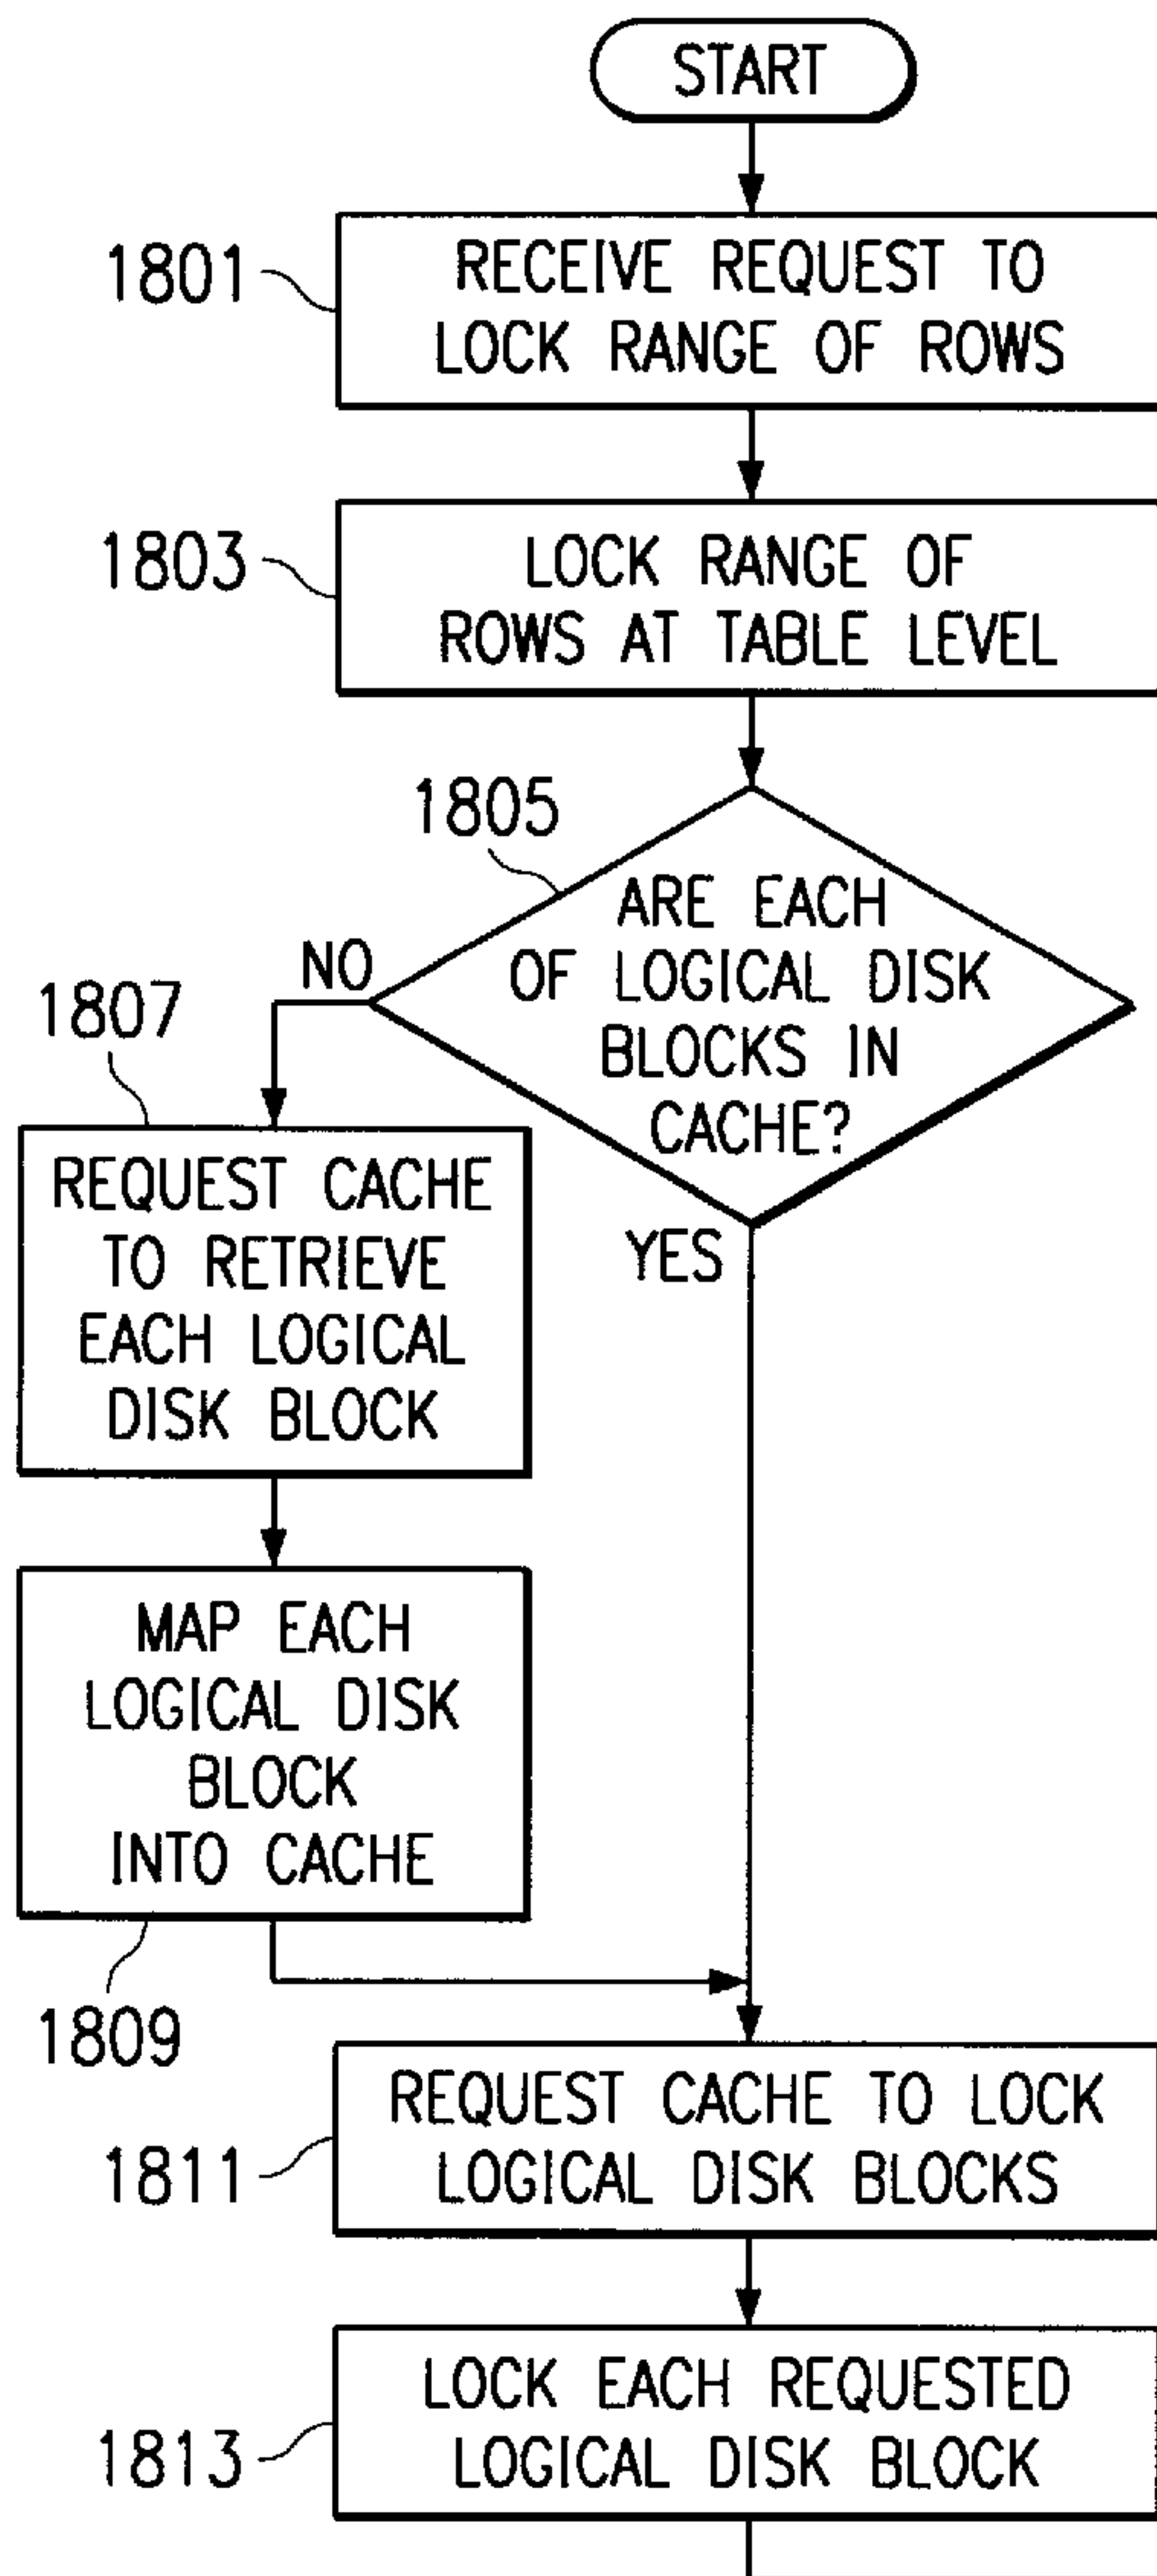 START
1801
RECEIVE REQUEST TO
LOCK RANGE OF ROWS
1803
LOCK RANGE OF
ROWS AT TABLE LEVEL
1805
ARE EACH
OF LOGICAL DISK
BLOCKS IN
CACHE?
NO
YES
1807
REQUEST CACHE
TO RETRIEVE
EACH LOGICAL
DISK BLOCK
MAP EACH
LOGICAL DISK
BLOCK
INTO CACHE
1809
REQUEST CACHE TO LOCK
LOGICAL DISK BLOCKS
1811
LOCK EACH REQUESTED
LOGICAL DISK BLOCK
1813